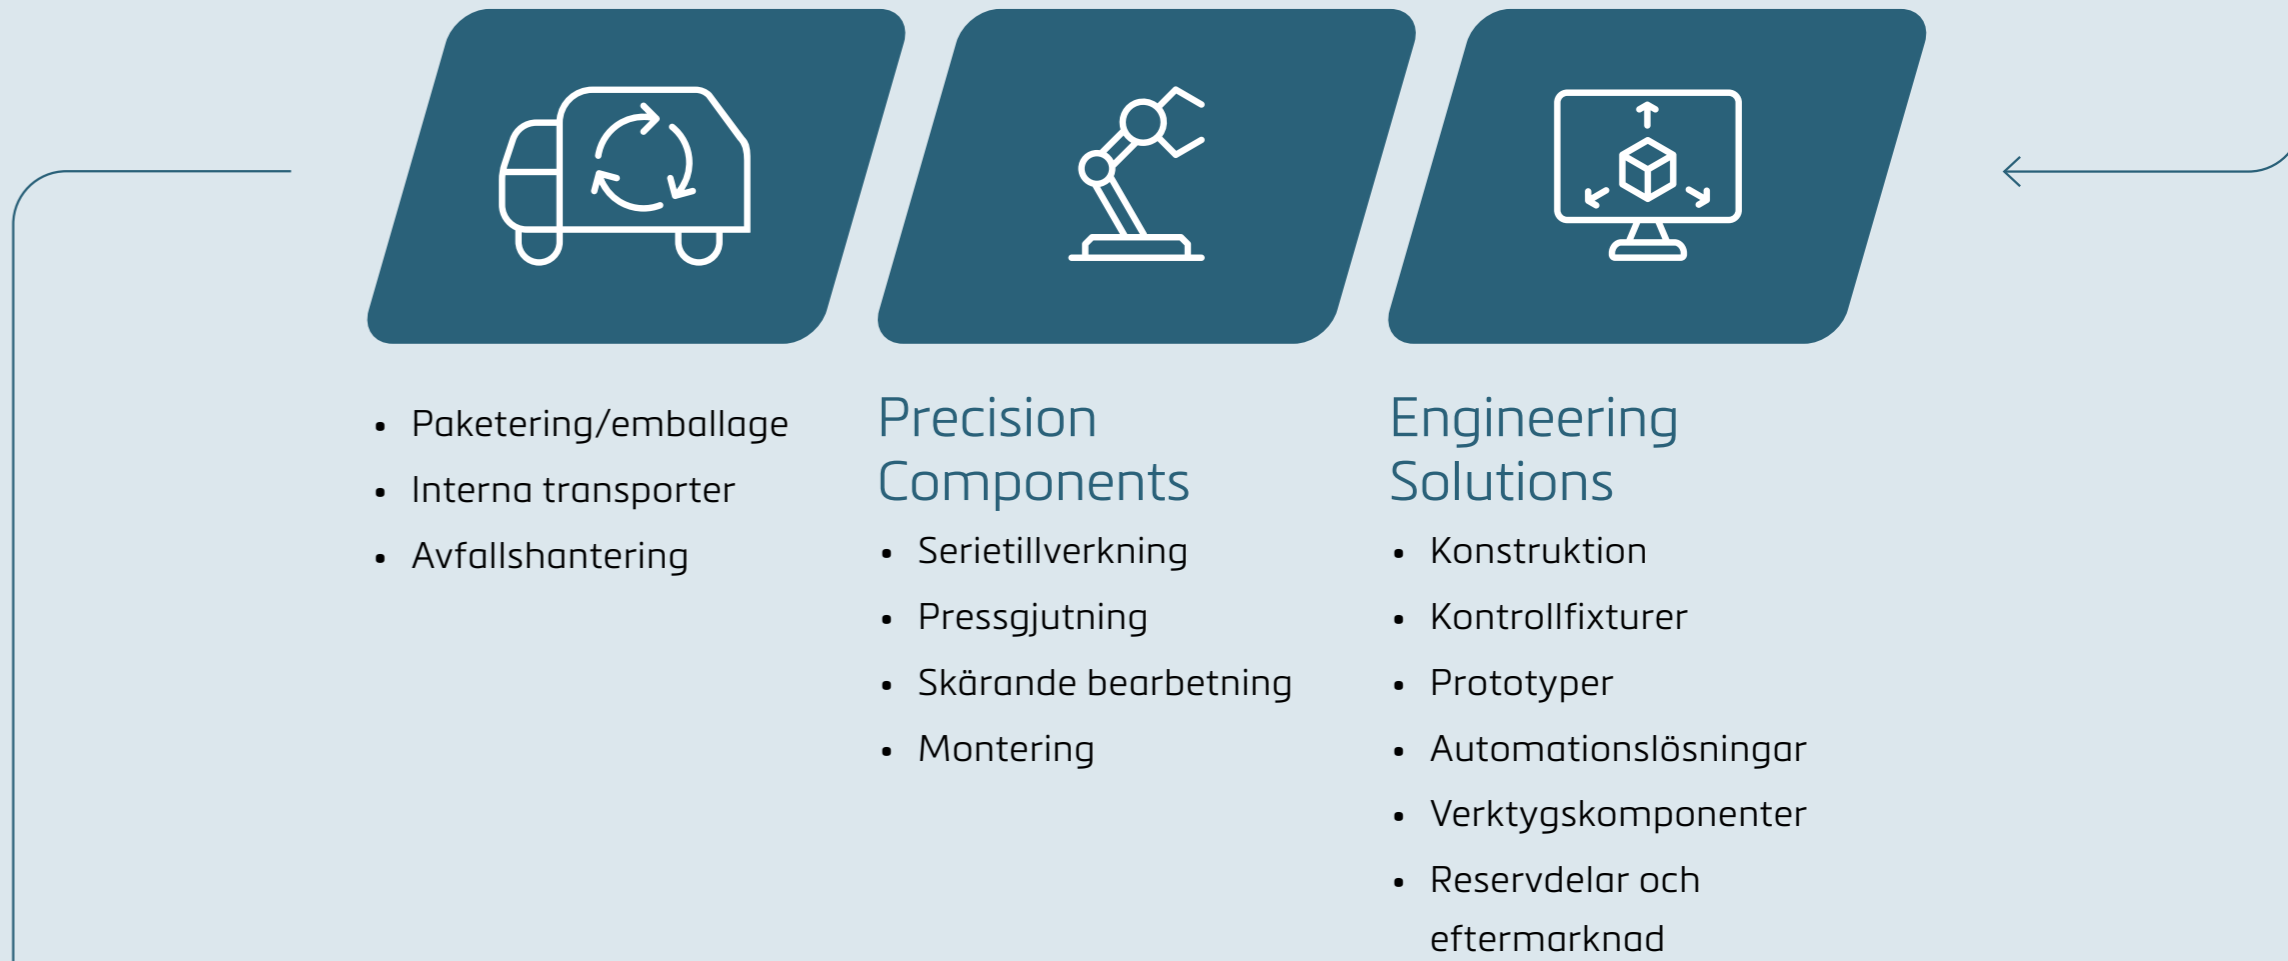 • Paketering/emballage
• Interna transporter
• Avfallshantering
Precision
Components
• Serietillverkning
• Pressgjutning
• Skärande bearbetning
• Montering
Engineering
Solutions
• Konstruktion
• Kontrollfixturer
• Prototyper
• Automationslösningar
• Verktygskomponenter
• Reservdelar och
eftermarknad